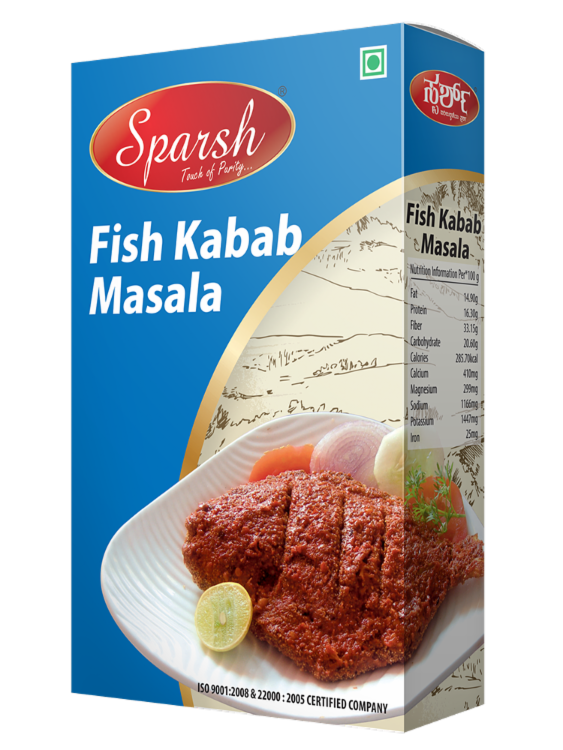 Sparsh
®
Touch of Purity...
Fish Kabab
Masala
ISO 9001:2008 & 22000 : 2005 CERTIFIED COMPANY
ಸ್ಪರ್ಶ್
Fish Kabab
Masala
Nutrition Information Per*100 g
Fat 14.90g
Protein 16.30g
Fiber 33.15g
Carbohydrate 20.60g
Calories 285.70kcal
Calcium 410mg
Magnesium 299mg
Sodium 1166mg
Potassium 1447mg
Iron 25mg